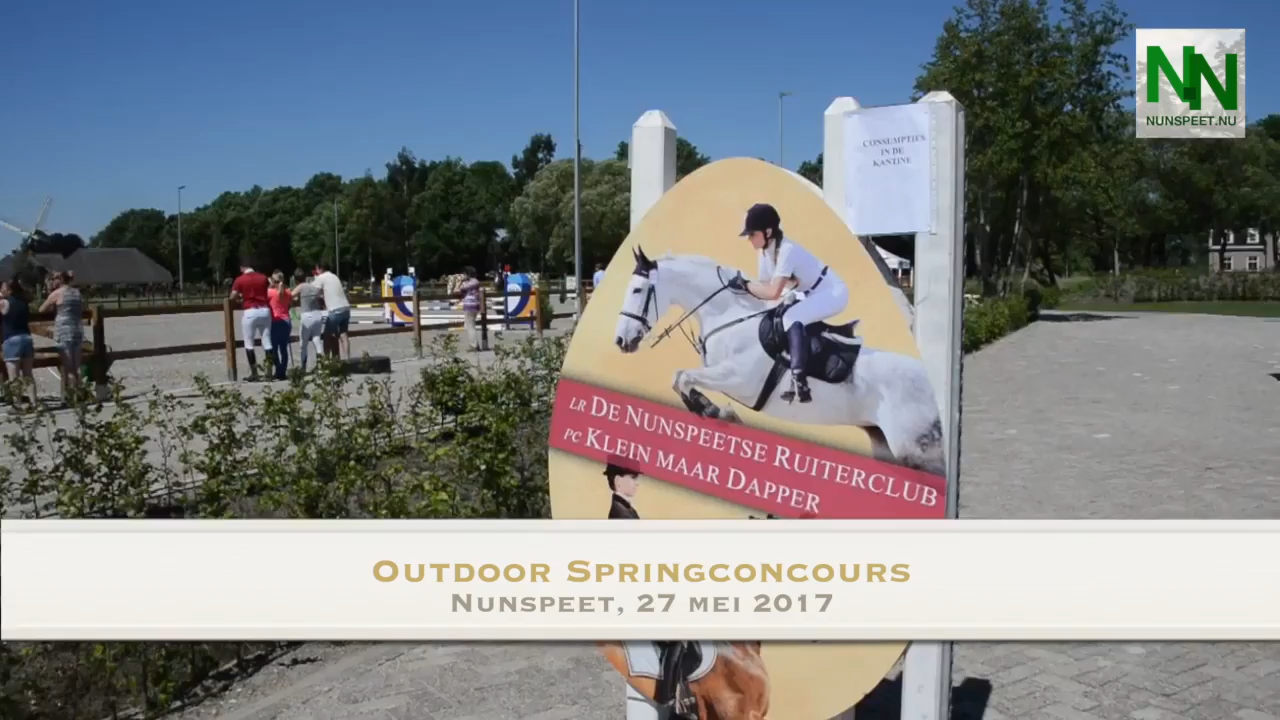 NN
NUNSPEET.NU
CONSUMPTIES
IN DE
KANTINE
LR DE NUNSPEETSE RUITERCLUB
PC KLEIN MAAR DAPPER
OUTDOOR SPRINGCONCOURS
NUNSPEET, 27 MEI 2017